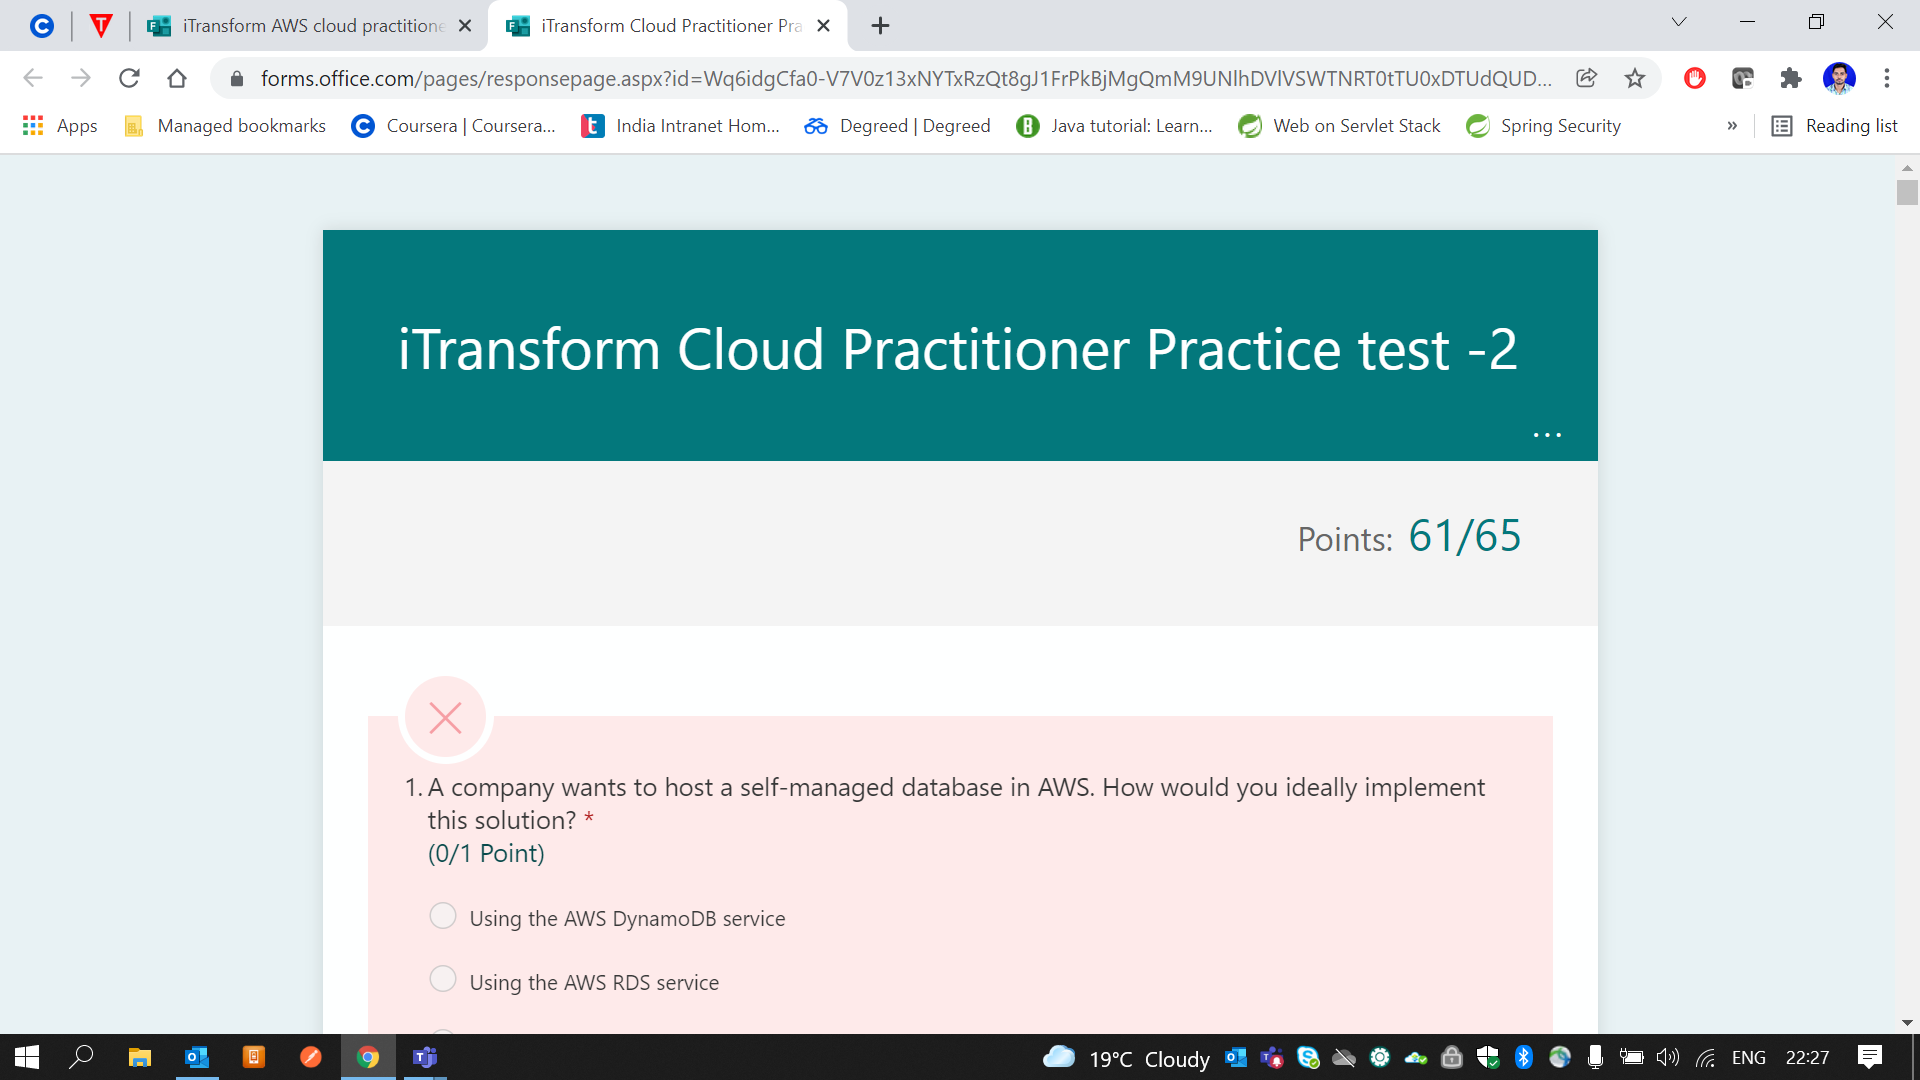 iTransform AWS cloud practitione
iTransform Cloud Practitioner Pra
forms.office.com/pages/responsepage.aspx?id=Wq6idgCfa0-V7V0z13xNYTxRzQt8gJ1FrPkBjMgQmM9UNlhDVlVSWTNRT0tTU0xDTUdQUD...
Apps
Managed bookmarks
Coursera | Coursera...
India Intranet Hom...
Degreed | Degreed
Java tutorial: Learn...
Web on Servlet Stack
Spring Security
»
Reading list
iTransform Cloud Practitioner Practice test -2
...
Points: 61/65
1. A company wants to host a self-managed database in AWS. How would you ideally implement
this solution? *
(0/1 Point)
Using the AWS DynamoDB service
Using the AWS RDS service
19°C Cloudy
ENG
22:27